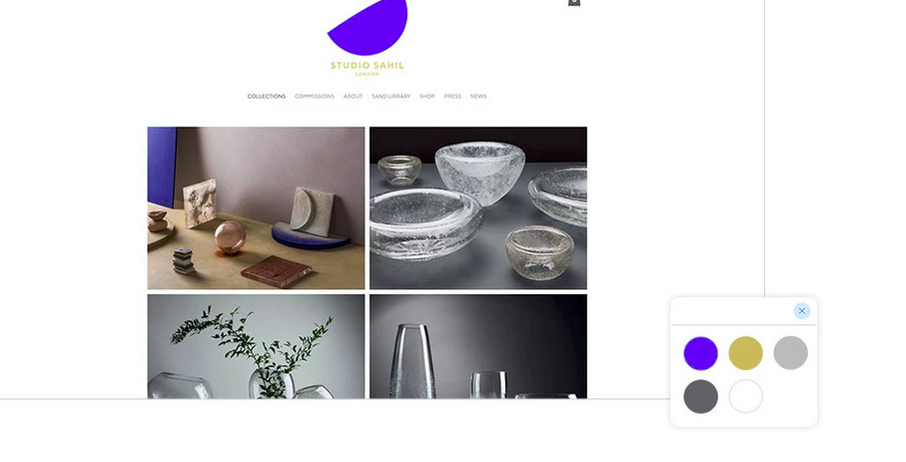 STUDIO SAHIL
LONDON
COLLECTIONS COMMISSIONS ABOUT SAND LIBRARY SHOP PRESS NEWS